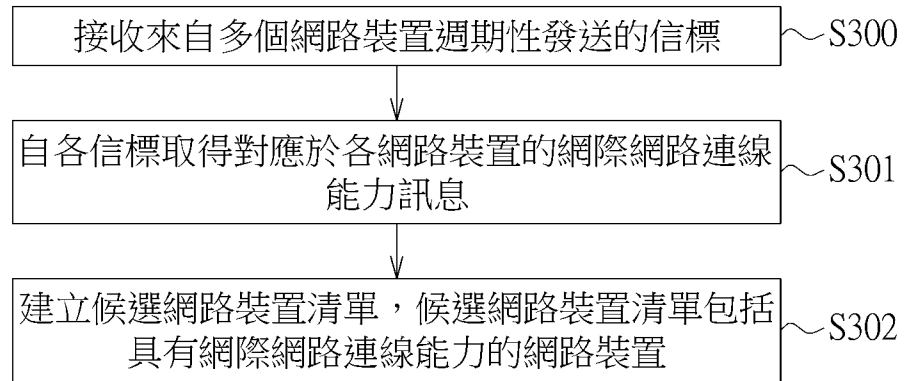 接收來自多個網路裝置週期性發送的信標
S300
自各信標取得對應於各網路裝置的網際網路連線
能力訊息
S301
建立候選網路裝置清單，候選網路裝置清單包括
具有網際網路連線能力的網路裝置
S302